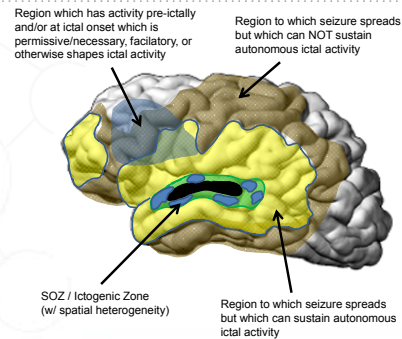 Region which has activity pre-ictally
and/or at ictal onset which is
permissive/necessary, facilatory, or
otherwise shapes ictal activity
Region to which seizure spreads
but which can NOT sustain
autonomous ictal activity
SOZ / Ictogenic Zone
(w/ spatial heterogeneity)
Region to which seizure spreads
but which can sustain autonomous
ictal activity